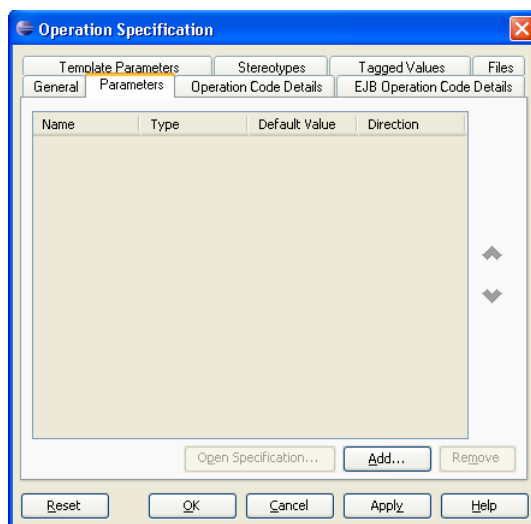 Operation Specification
Template Parameters Stereotypes Tagged Values Files
General Parameters Operation Code Details EJB Operation Code Details
Name Type Default Value Direction
Open Specification... Add... Remove
Reset OK Cancel Apply Help